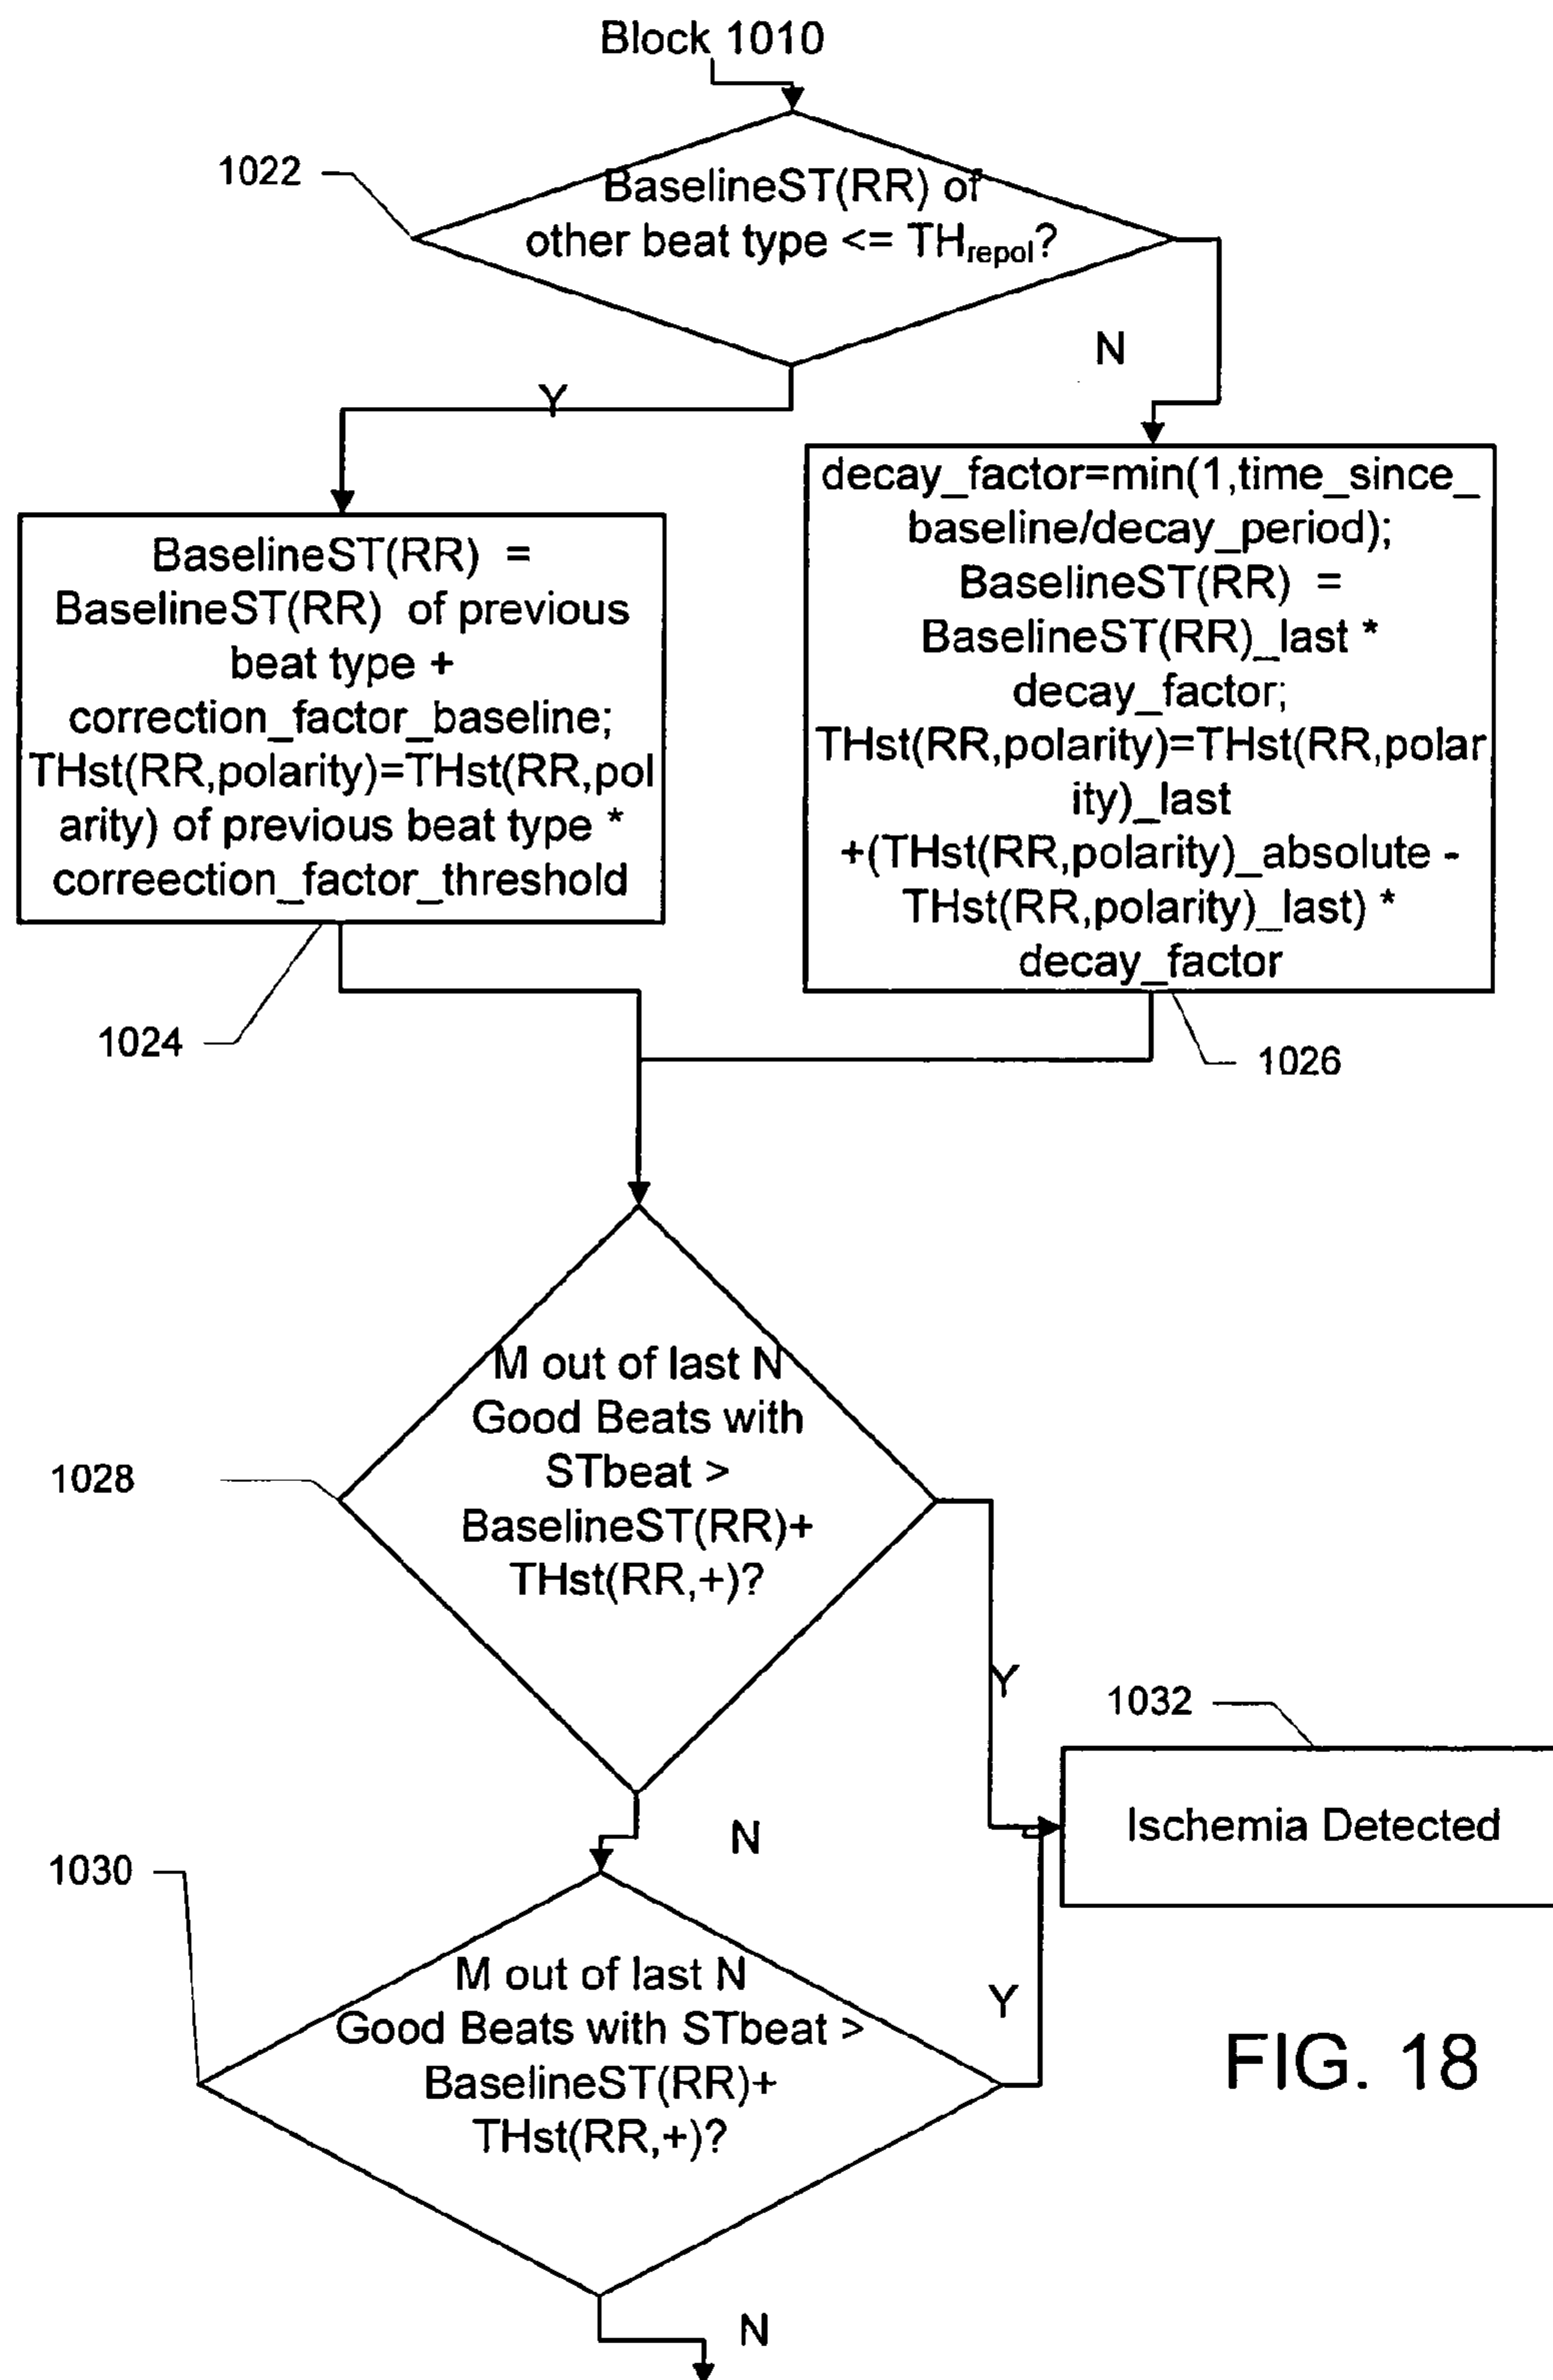 Block 1010
1022
BaselineST(RR) of
other beat type <= THrepol?
N
Y
decay_factor=min(1,time_since_
baseline/decay_period);
BaselineST(RR) =
BaselineST(RR)_last *
decay_factor;
THst(RR,polarity)=THst(RR,polar
ity)_last
+(THst(RR,polarity)_absolute -
THst(RR,polarity)_last) *
decay_factor
BaselineST(RR) =
BaselineST(RR) of previous
beat type +
correction_factor_baseline;
THst(RR,polarity)=THst(RR,pol
arity) of previous beat type *
correection_factor_threshold
1024
1026
M out of last N
Good Beats with
STbeat >
BaselineST(RR)+
THst(RR,+)?
1028
Y
1032
Ischemia Detected
N
1030
M out of last N
Good Beats with STbeat >
BaselineST(RR)+
THst(RR,+)?
Y
FIG. 18
N